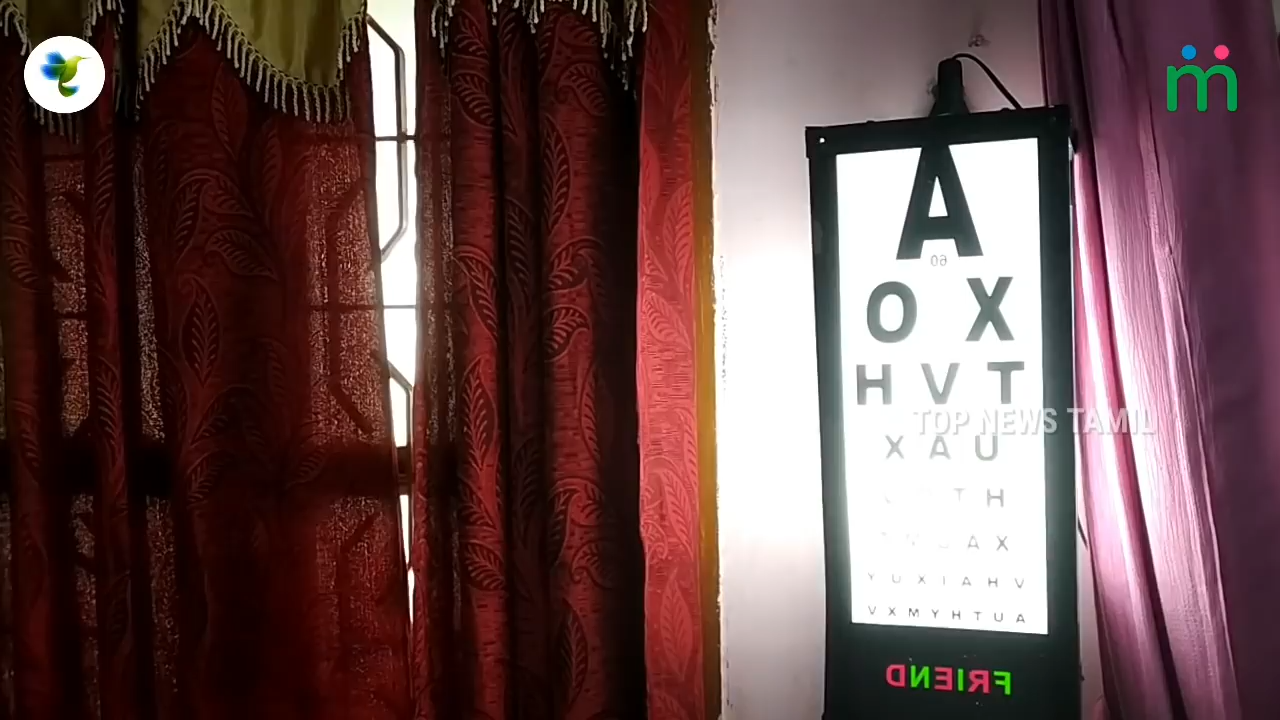 A
60
O X
H V T
TOP NEWS TAMIL
X A U
T H
A X
Y U X I A H V
V X M Y H T U A
FRIEND